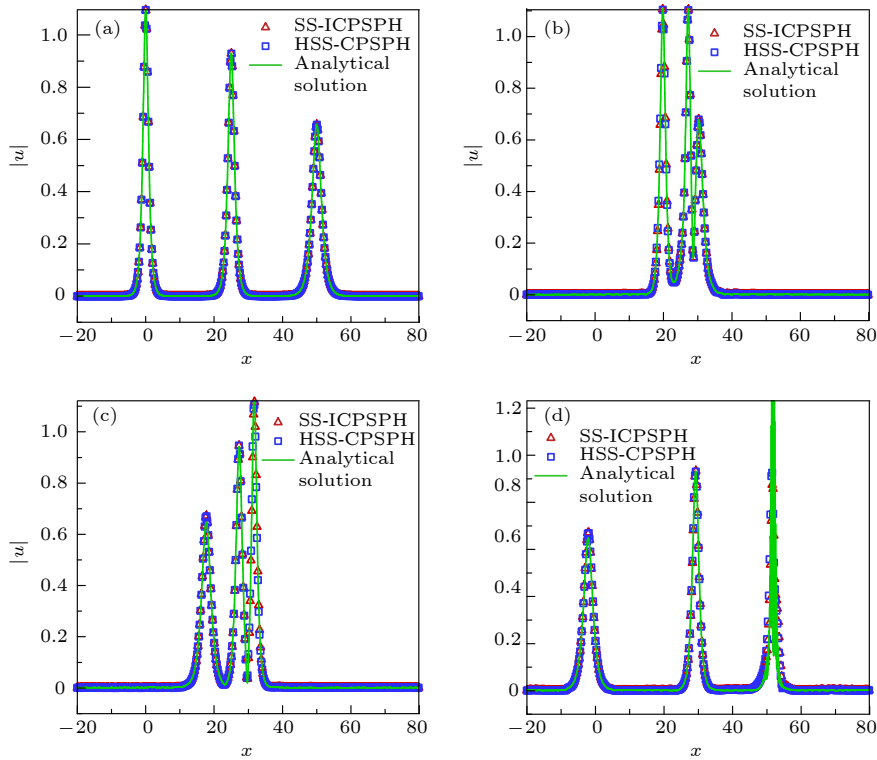 (a)
SS-ICPSPH
HSS-CPSPH
Analytical
solution
1.0
0.8
0.6
0.4
0.2
0
|u|
−20
0
20
40
60
80
x
(b)
SS-ICPSPH
HSS-CPSPH
Analytical
solution
1.0
0.8
0.6
0.4
0.2
0
|u|
−20
0
20
40
60
80
x
(c)
SS-ICPSPH
HSS-CPSPH
Analytical
solution
1.0
0.8
0.6
0.4
0.2
0
|u|
−20
0
20
40
60
80
x
(d)
SS-ICPSPH
HSS-CPSPH
Analytical
solution
1.2
1.0
0.8
0.6
0.4
0.2
0
|u|
−20
0
20
40
60
80
x